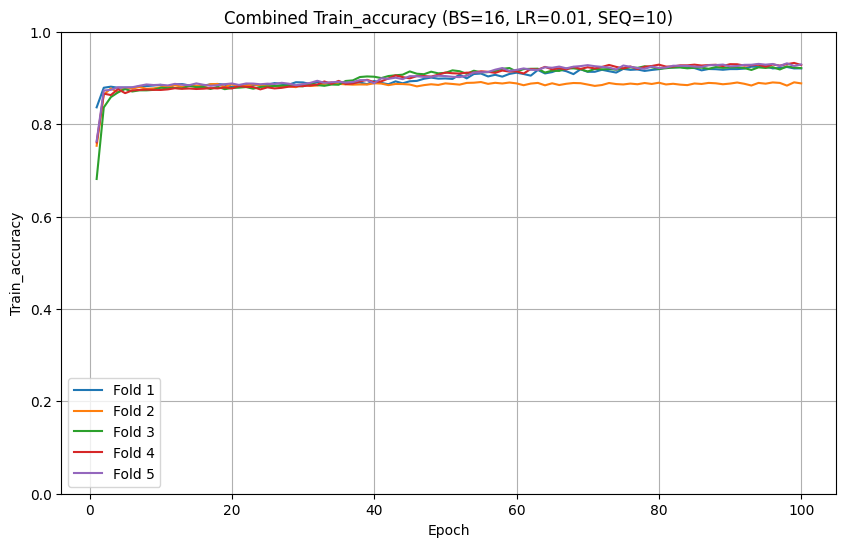 Combined Train_accuracy (BS=16, LR=0.01, SEQ=10)
1.0
0.8
0.6
0.4
0.2
0.0
Train_accuracy
Fold 1
Fold 2
Fold 3
Fold 4
Fold 5
0 20 40 60 80 100
Epoch